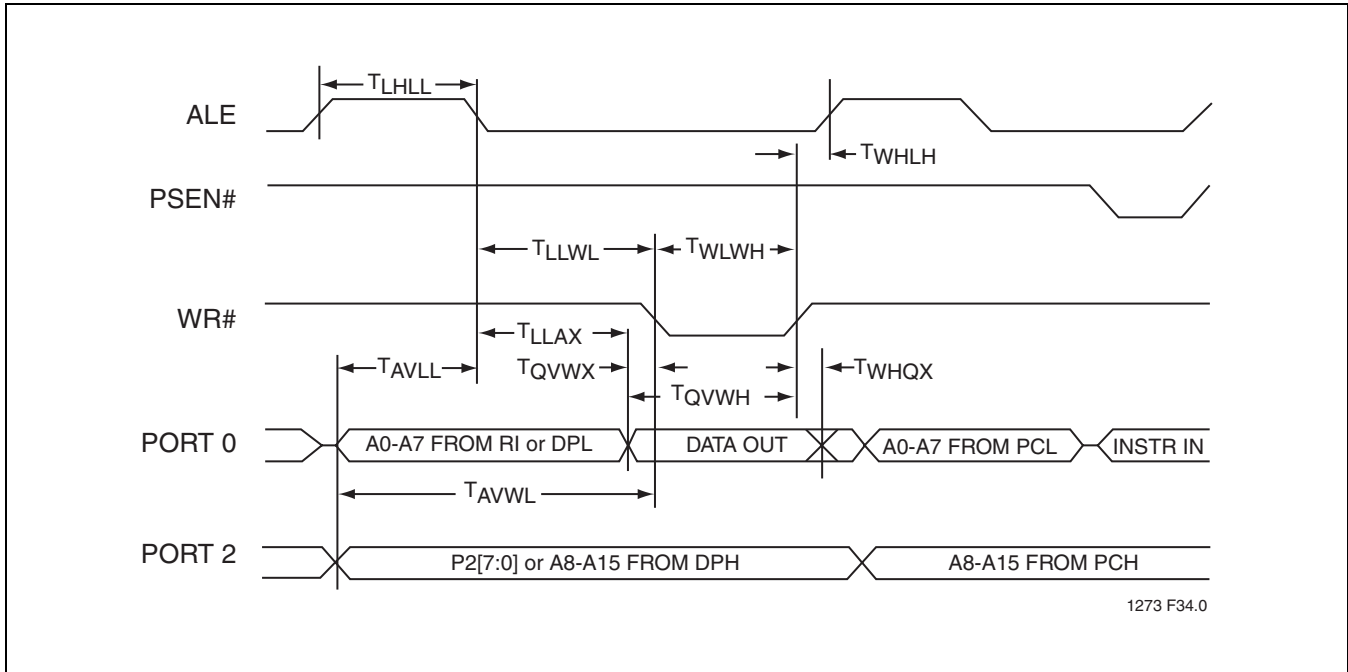 TLHLL
ALE
TWHLH
PSEN#
TLLWL
TWLWH
WR#
TLLAX
TAVLL
TQVWX
TWHQX
TQVWH
PORT 0
A0-A7 FROM RI or DPL
DATA OUT
A0-A7 FROM PCL
INSTR IN
TAVWL
PORT 2
P2[7:0] or A8-A15 FROM DPH
A8-A15 FROM PCH
1273 F34.0